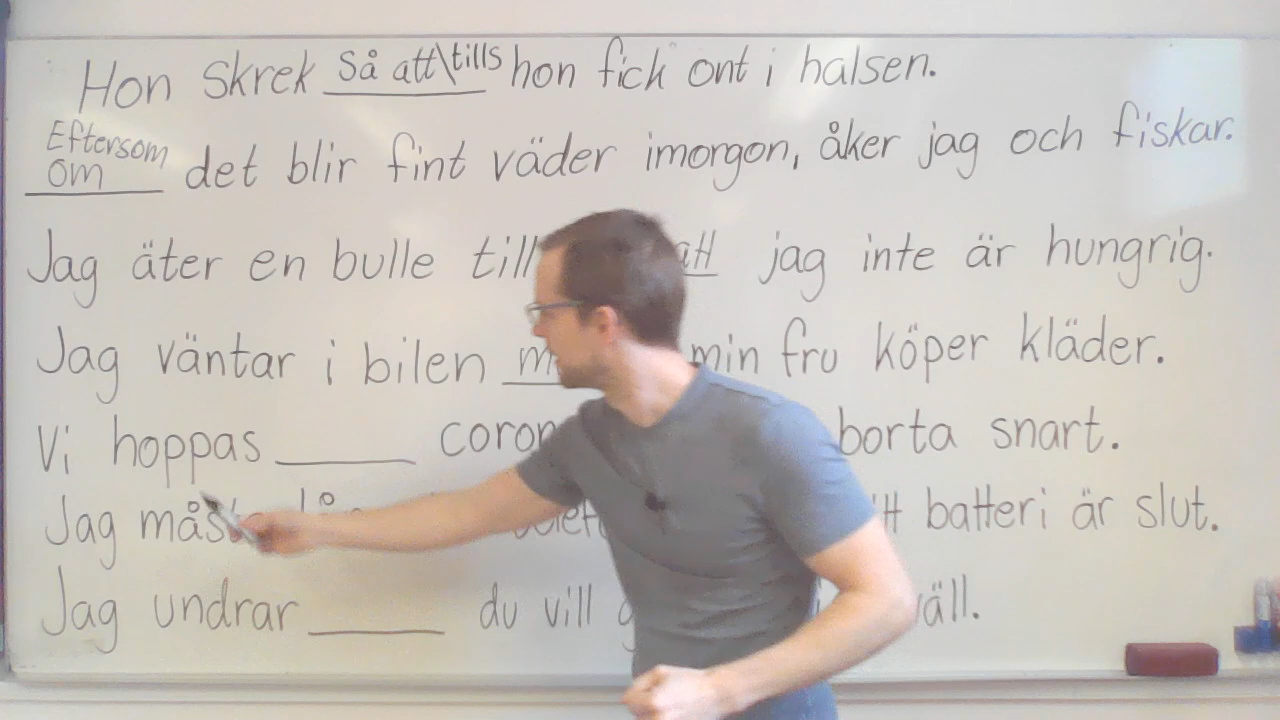 Hon skrek så att\tills hon fick ont i halsen.
Eftersom
om det blir fint väder imorgon, åker jag och fiskar.
Jag äter en bulle till att jag inte är hungrig.
Jag väntar i bilen min fru köper kläder.
Vi hoppas _____ coron borta snart.
Jag batteri är slut.
Jag undrar _____ du vill